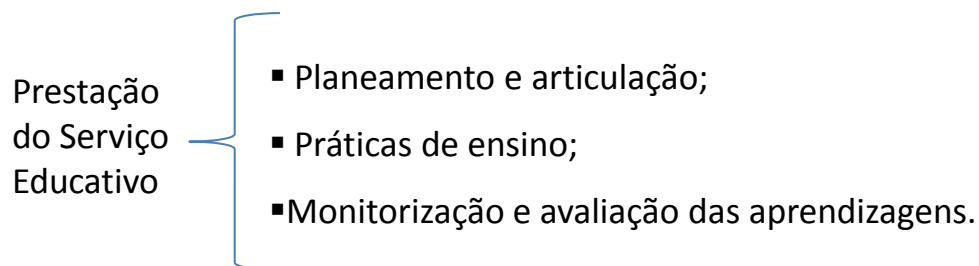 Prestação
do Serviço
Educativo
▪ Planeamento e articulação;
▪ Práticas de ensino;
▪Monitorização e avaliação das aprendizagens.